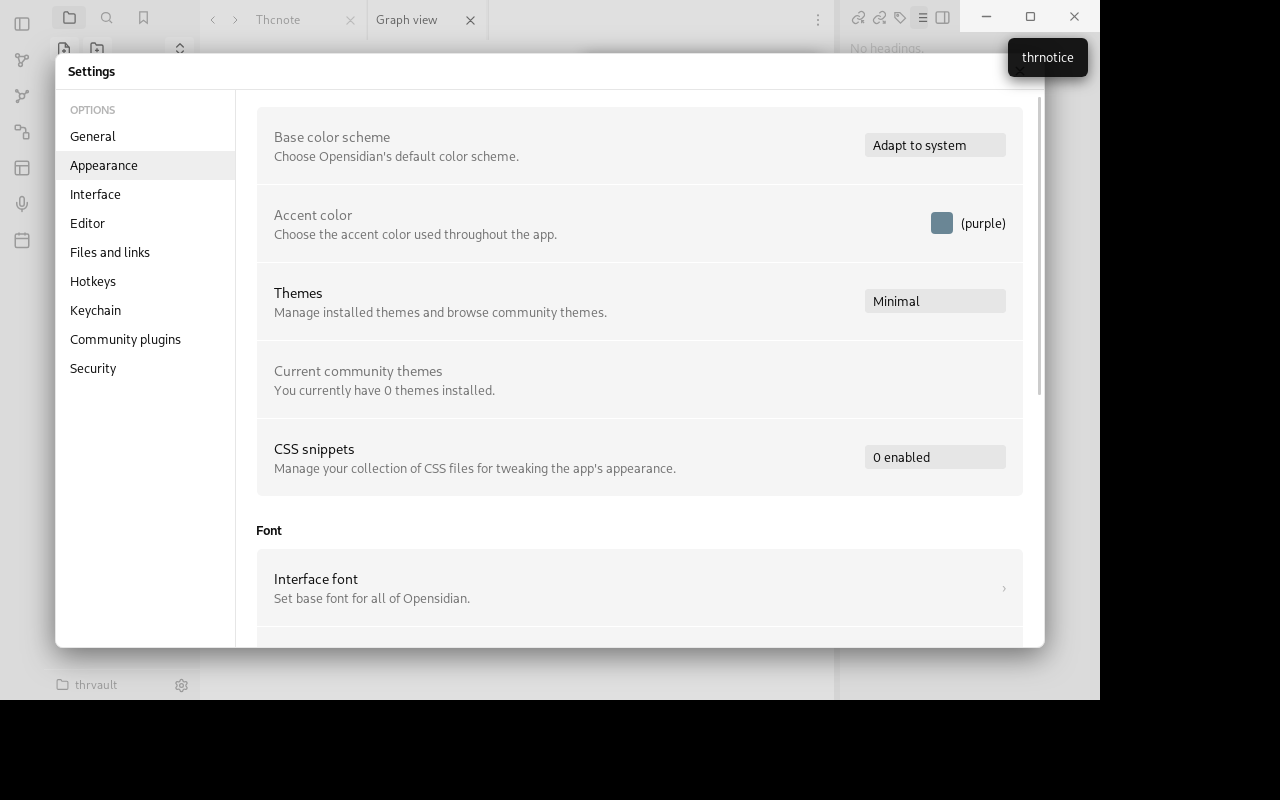 Thcnote
Graph view
No headings.
thrnotice
Settings
OPTIONS
General
Appearance
Interface
Editor
Files and links
Hotkeys
Keychain
Community plugins
Security
Base color scheme
Choose Opensidian's default color scheme.
Adapt to system
Accent color
Choose the accent color used throughout the app.
(purple)
Themes
Manage installed themes and browse community themes.
Minimal
Current community themes
You currently have 0 themes installed.
CSS snippets
Manage your collection of CSS files for tweaking the app's appearance.
0 enabled
Font
Interface font
Set base font for all of Opensidian.
thrvault